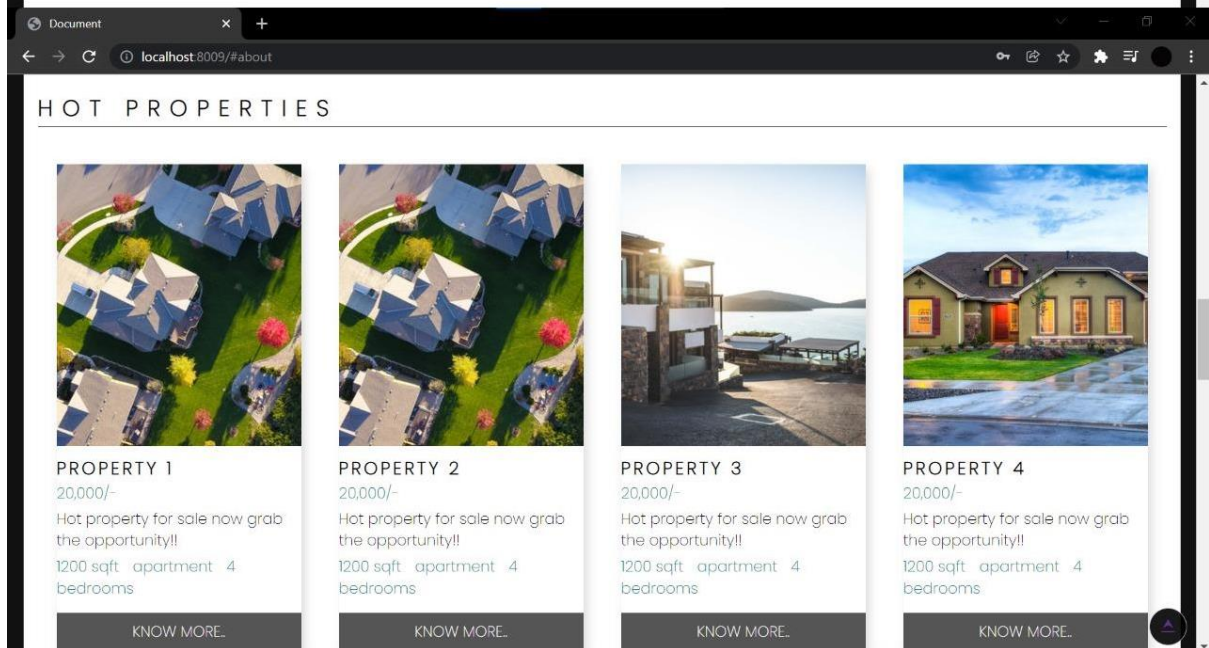 Document
localhost:8009/#about
HOT PROPERTIES
PROPERTY 1
20,000/-
Hot property for sale now grab
the opportunity!!
1200 sqft apartment 4
bedrooms
KNOW MORE..
PROPERTY 2
20,000/-
Hot property for sale now grab
the opportunity!!
1200 sqft apartment 4
bedrooms
KNOW MORE..
PROPERTY 3
20,000/-
Hot property for sale now grab
the opportunity!!
1200 sqft apartment 4
bedrooms
KNOW MORE..
PROPERTY 4
20,000/-
Hot property for sale now grab
the opportunity!!
1200 sqft apartment 4
bedrooms
KNOW MORE..